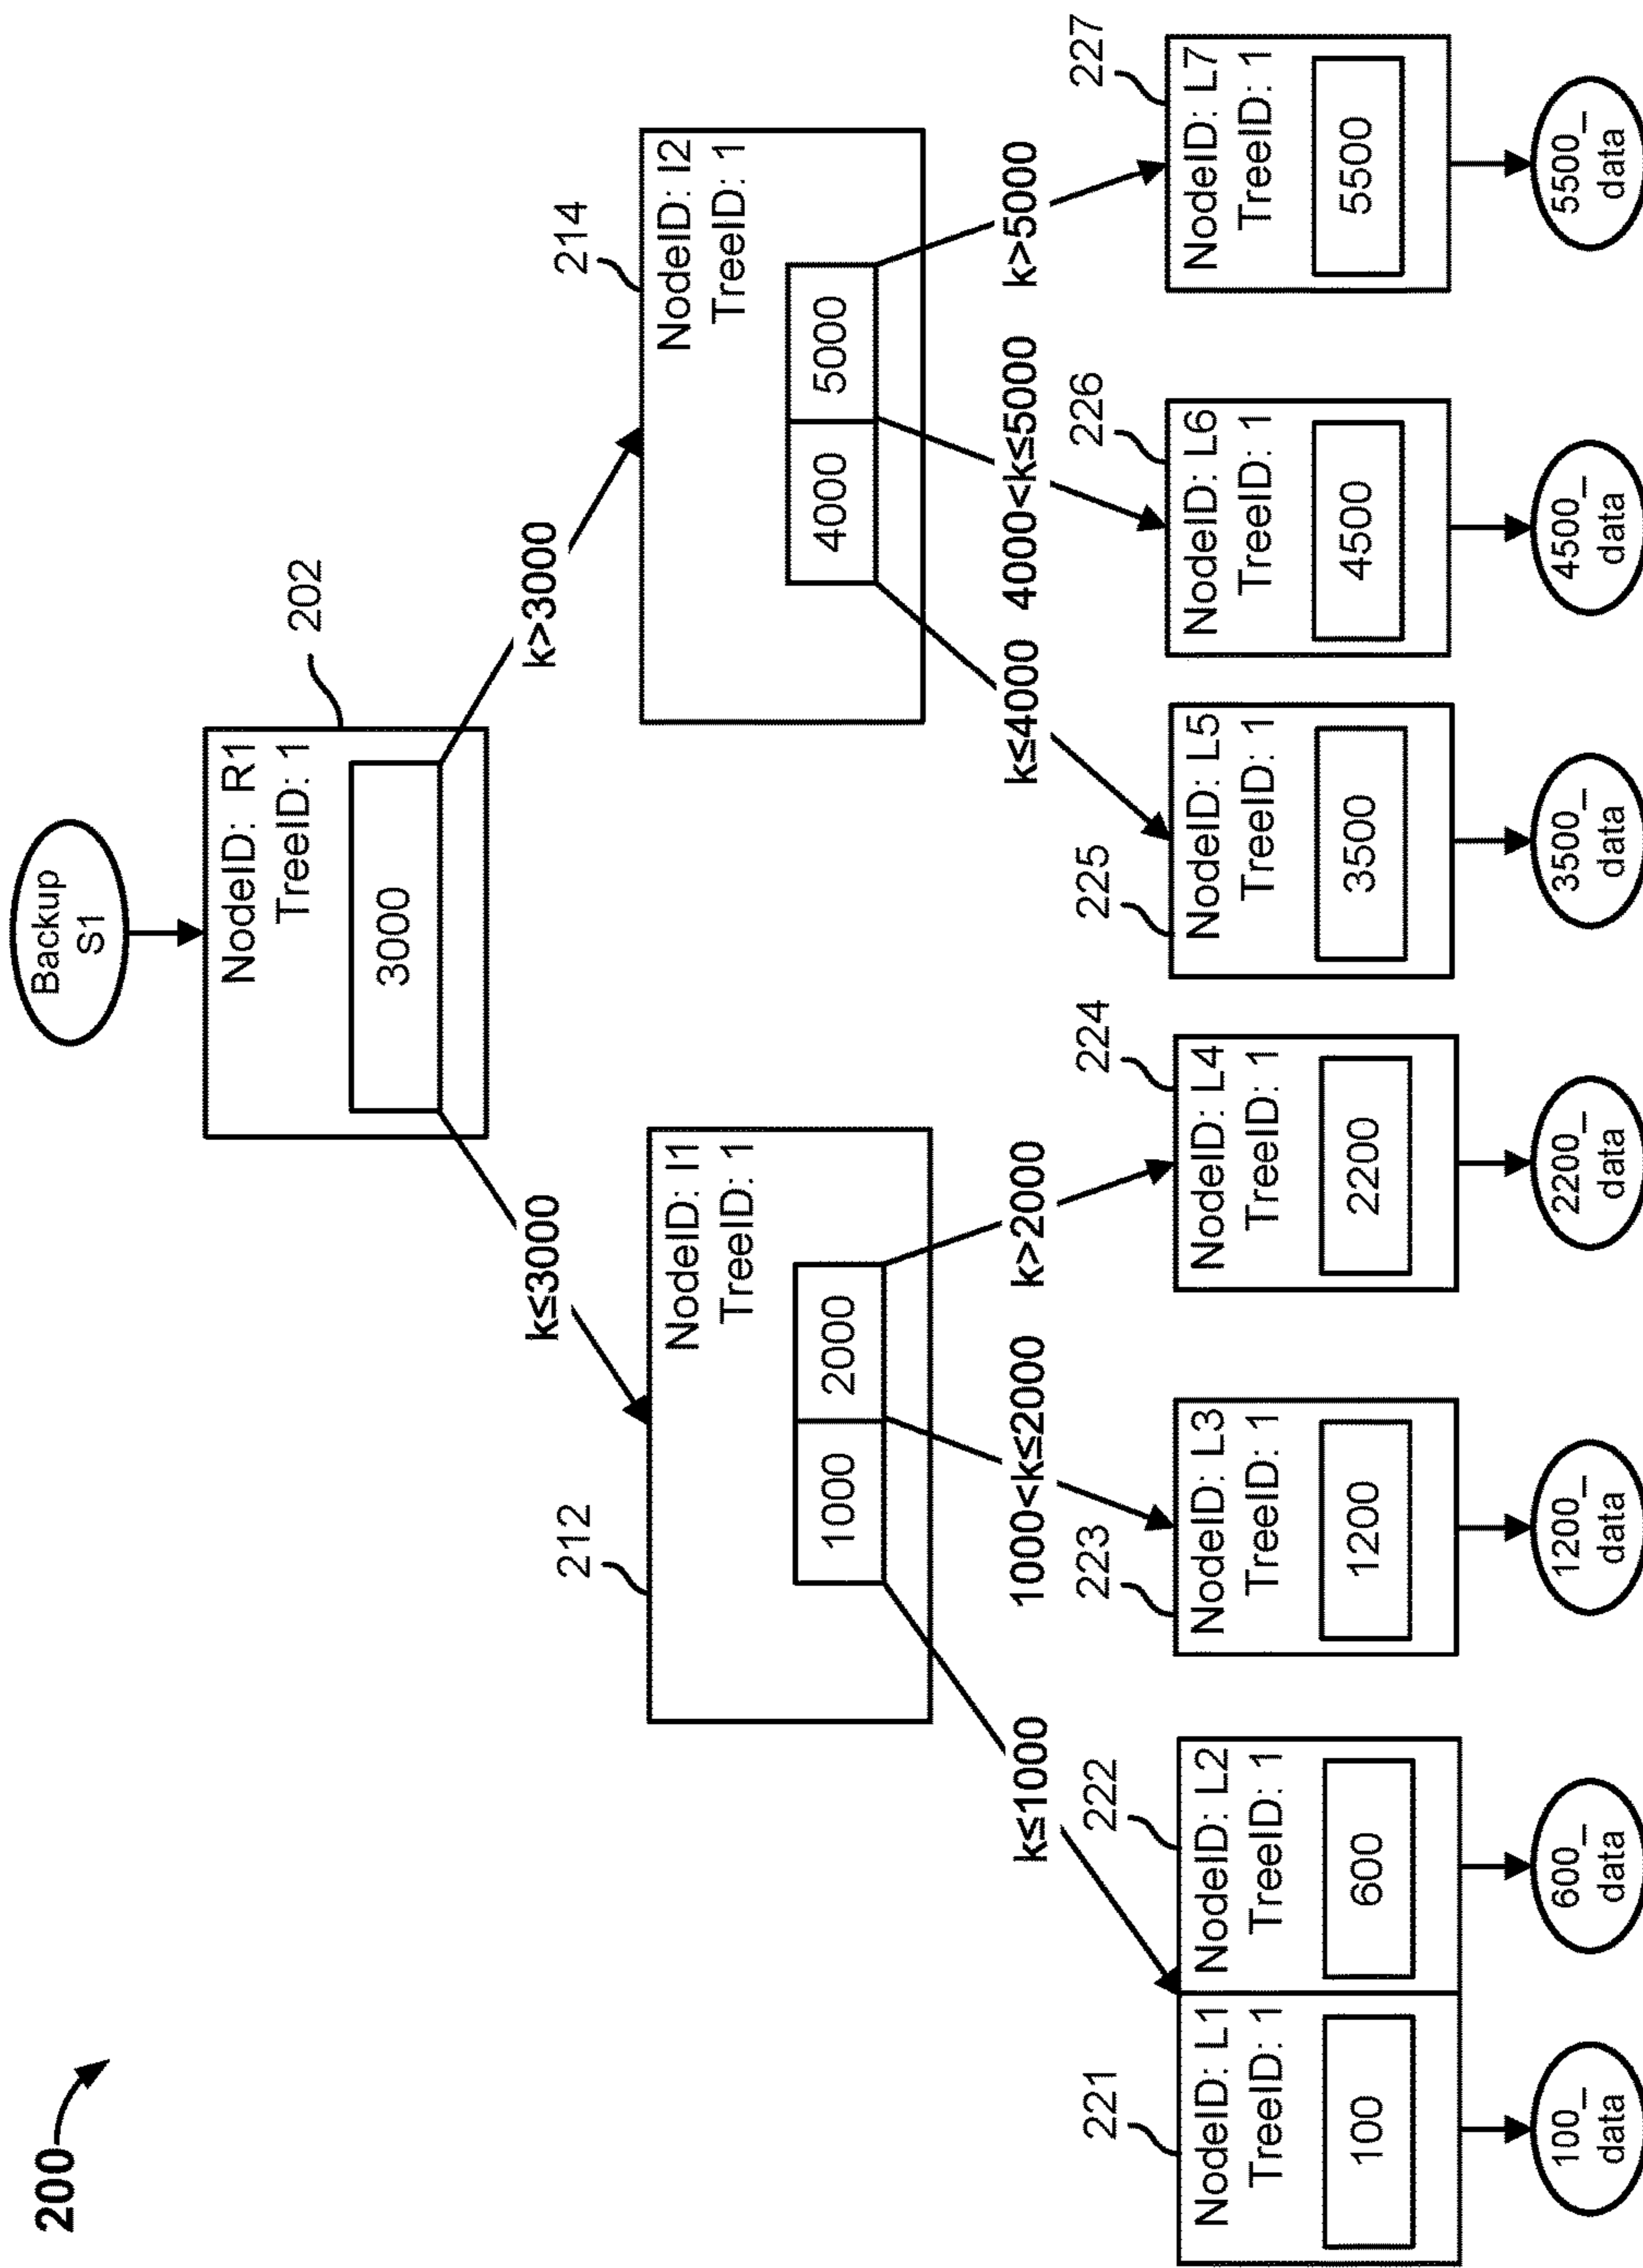 200
Backup
S1
NodeID: R1
TreeID: 1
3000
202
k≤3000
k>3000
212
NodeID: I1
TreeID: 1
1000
2000
214
NodeID: I2
TreeID: 1
4000
5000
k≤1000
1000<k≤2000
k>2000
k≤4000
4000<k≤5000
k>5000
221
NodeID: L1
TreeID: 1
100
100_
data
222
NodeID: L2
TreeID: 1
600
600_
data
223
NodeID: L3
TreeID: 1
1200
1200_
data
224
NodeID: L4
TreeID: 1
2200
2200_
data
225
NodeID: L5
TreeID: 1
3500
3500_
data
226
NodeID: L6
TreeID: 1
4500
4500_
data
227
NodeID: L7
TreeID: 1
5500
5500_
data